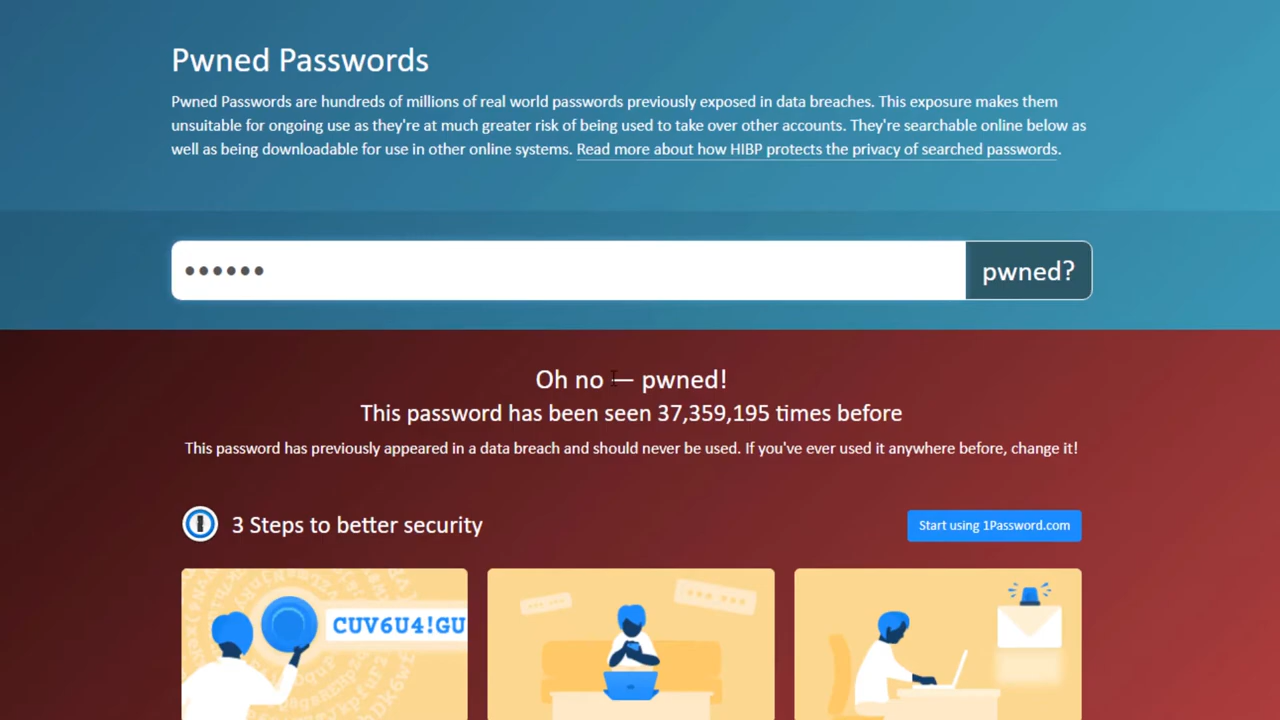 Pwned Passwords
Pwned Passwords are hundreds of millions of real world passwords previously exposed in data breaches. This exposure makes them
unsuitable for ongoing use as they're at much greater risk of being used to take over other accounts. They're searchable online below as
well as being downloadable for use in other online systems. Read more about how HIBP protects the privacy of searched passwords.
••••••
pwned?
Oh no — pwned!
This password has been seen 37,359,195 times before
This password has previously appeared in a data breach and should never be used. If you've ever used it anywhere before, change it!
3 Steps to better security
Start using 1Password.com
CUV6U4!GU